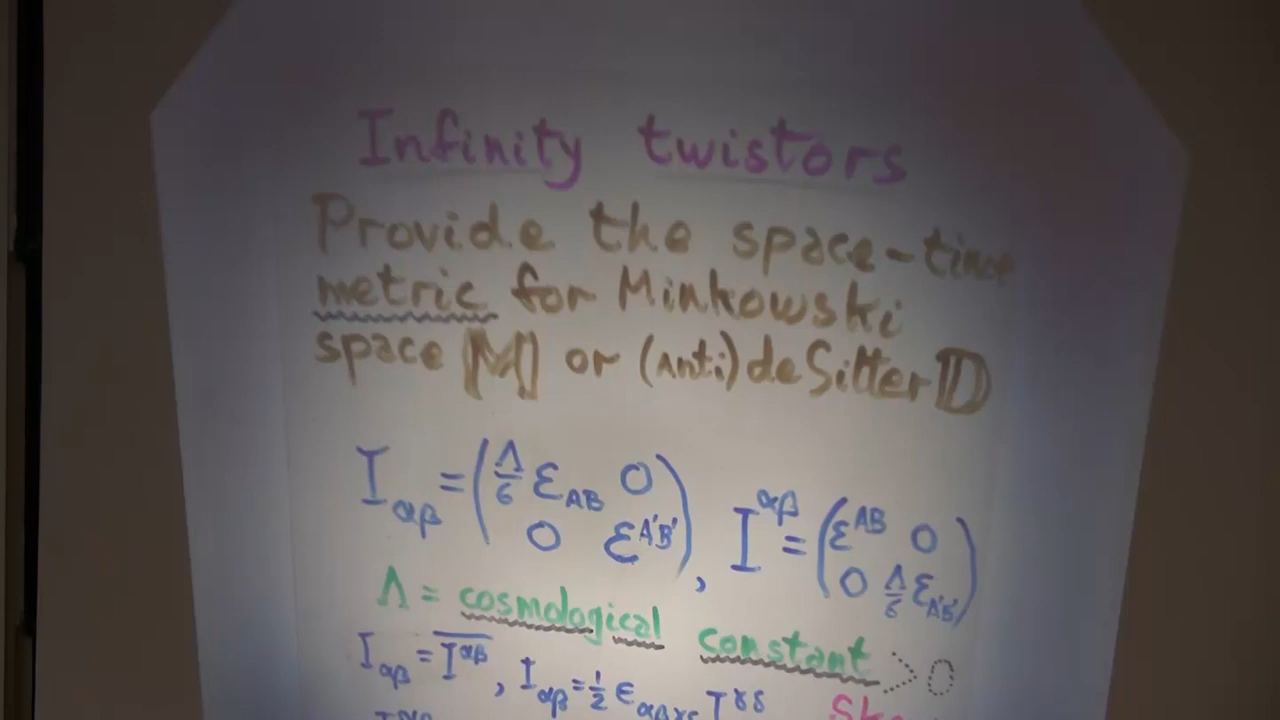 Infinity twistors
Provide the space-time
metric for Minkowski
space 𝕄 or (Anti) de Sitter 𝔻
I_αβ = (Λ/6 ε_AB 0 ; 0 ε^A'B'), I^αβ = (ε^AB 0 ; 0 Λ/6 ε_A'B')
Λ = cosmological constant > 0
I_αβ = \overline{I^αβ}, I_αβ = 1/2 ε_αβγδ I^γδ